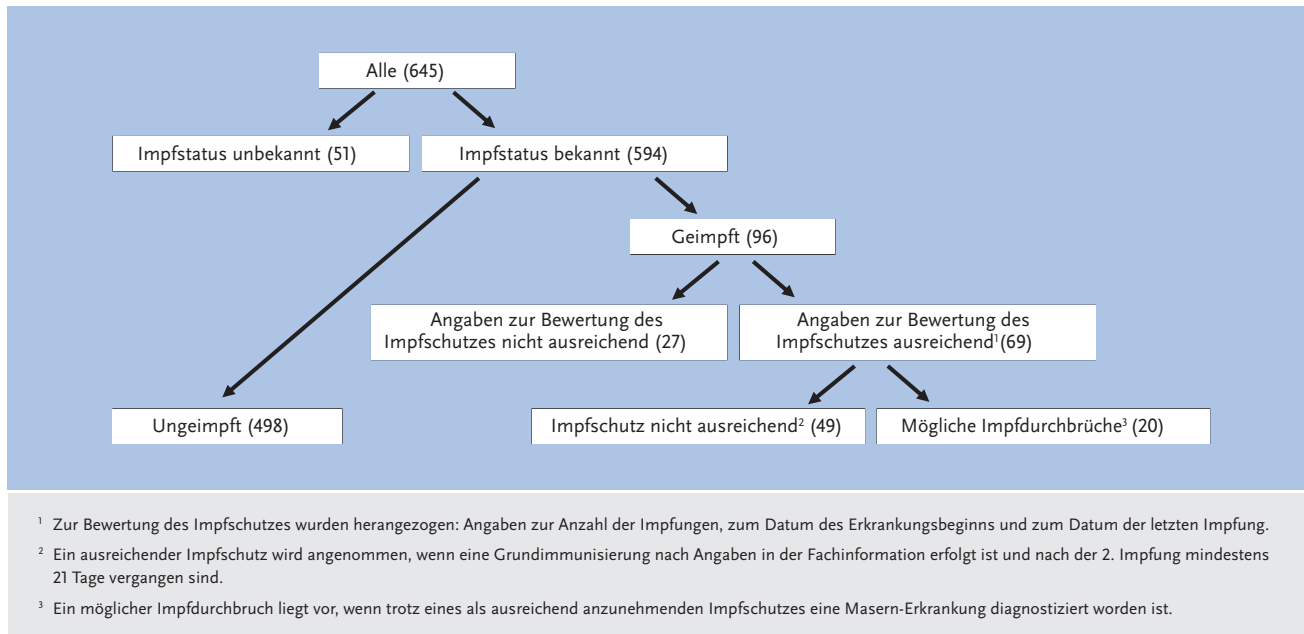 Alle (645)
Impfstatus unbekannt (51)
Impfstatus bekannt (594)
Geimpft (96)
Angaben zur Bewertung des
Impfschutzes nicht ausreichend (27)
Angaben zur Bewertung des
Impfschutzes ausreichend¹(69)
Ungeimpft (498)
Impfschutz nicht ausreichend² (49)
Mögliche Impfdurchbrüche³ (20)
¹ Zur Bewertung des Impfschutzes wurden herangezogen: Angaben zur Anzahl der Impfungen, zum Datum des Erkrankungsbeginns und zum Datum der letzten Impfung.
² Ein ausreichender Impfschutz wird angenommen, wenn eine Grundimmunisierung nach Angaben in der Fachinformation erfolgt ist und nach der 2. Impfung mindestens
21 Tage vergangen sind.
³ Ein möglicher Impfdurchbruch liegt vor, wenn trotz eines als ausreichend anzunehmenden Impfschutzes eine Masern-Erkrankung diagnostiziert worden ist.